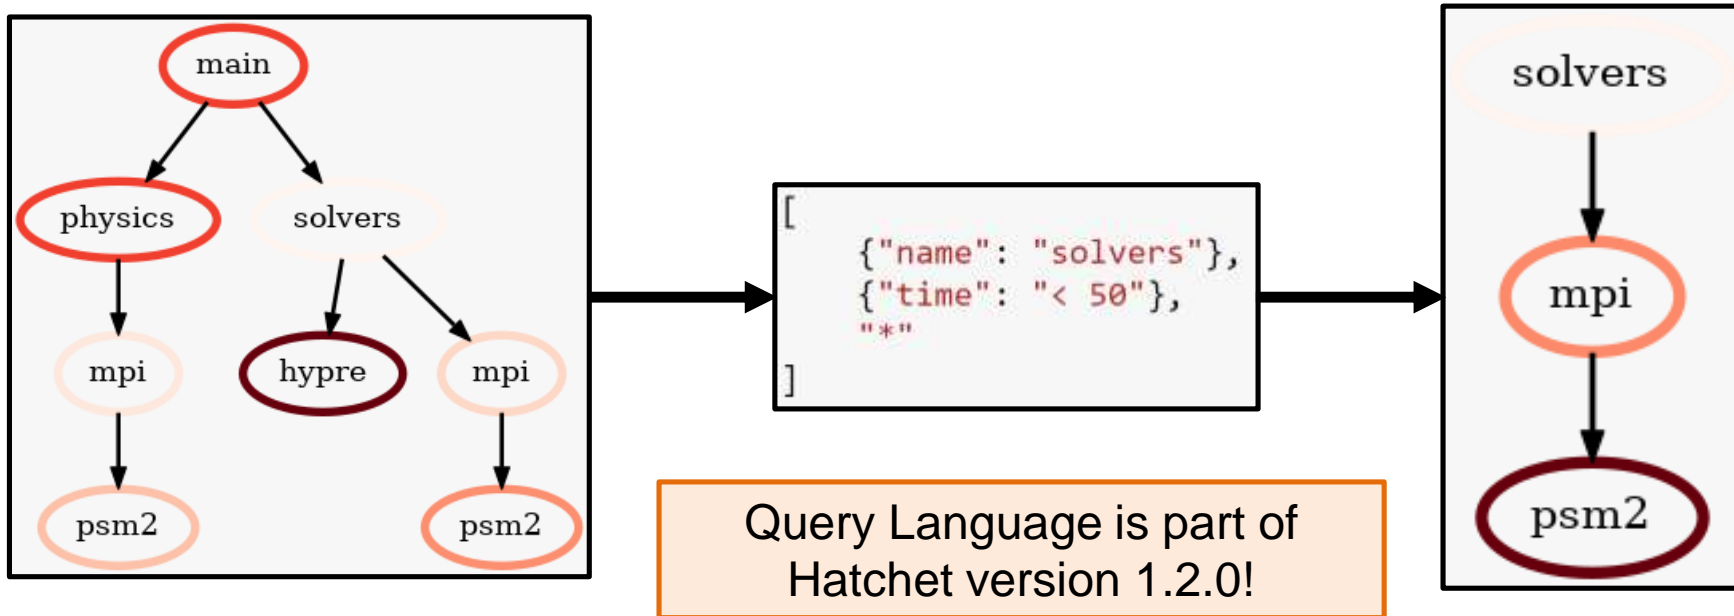 main
physics
solvers
mpi
hypre
mpi
psm2
psm2
[
{"name": "solvers"},
{"time": "< 50"},
"*"
]
Query Language is part of
Hatchet version 1.2.0!
solvers
mpi
psm2